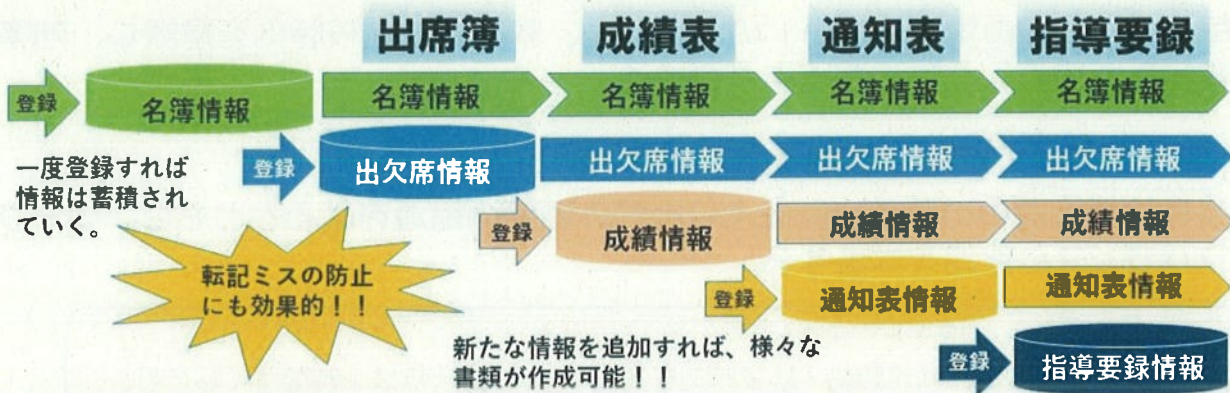 出席簿 成績表 通知表 指導要録
登録 名簿情報 名簿情報 名簿情報 名簿情報 名簿情報
一度登録すれば
情報は蓄積され
ていく。
登録 出欠席情報 出欠席情報 出欠席情報 出欠席情報
登録 成績情報 成績情報 成績情報
転記ミスの防止
にも効果的！！
登録 通知表情報 通知表情報
新たな情報を追加すれば、様々な
書類が作成可能！！
登録 指導要録情報